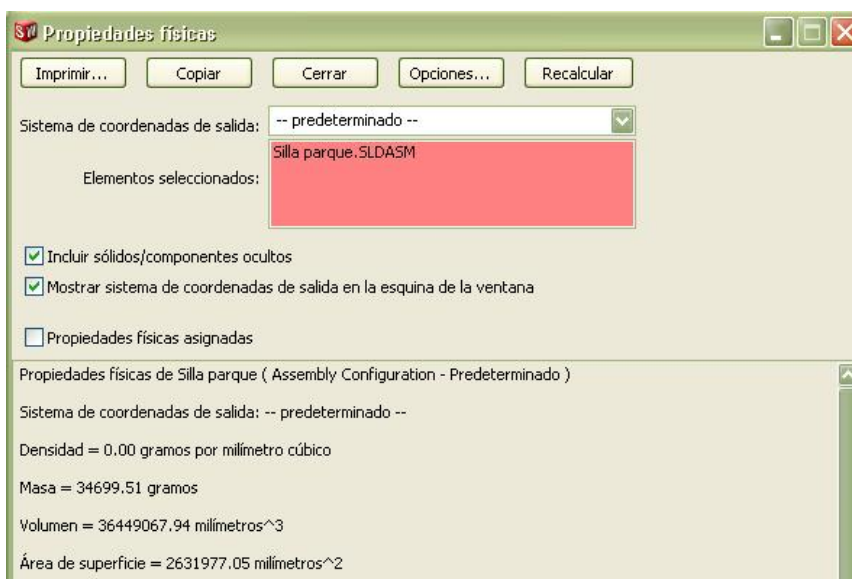 SW Propiedades físicas
Imprimir... Copiar Cerrar Opciones... Recalcular
Sistema de coordenadas de salida: -- predeterminado --
Elementos seleccionados: Silla parque.SLDASM
Incluir sólidos/componentes ocultos
Mostrar sistema de coordenadas de salida en la esquina de la ventana
Propiedades físicas asignadas
Propiedades físicas de Silla parque ( Assembly Configuration - Predeterminado )
Sistema de coordenadas de salida: -- predeterminado --
Densidad = 0.00 gramos por milímetro cúbico
Masa = 34699.51 gramos
Volumen = 36449067.94 milímetros^3
Área de superficie = 2631977.05 milímetros^2